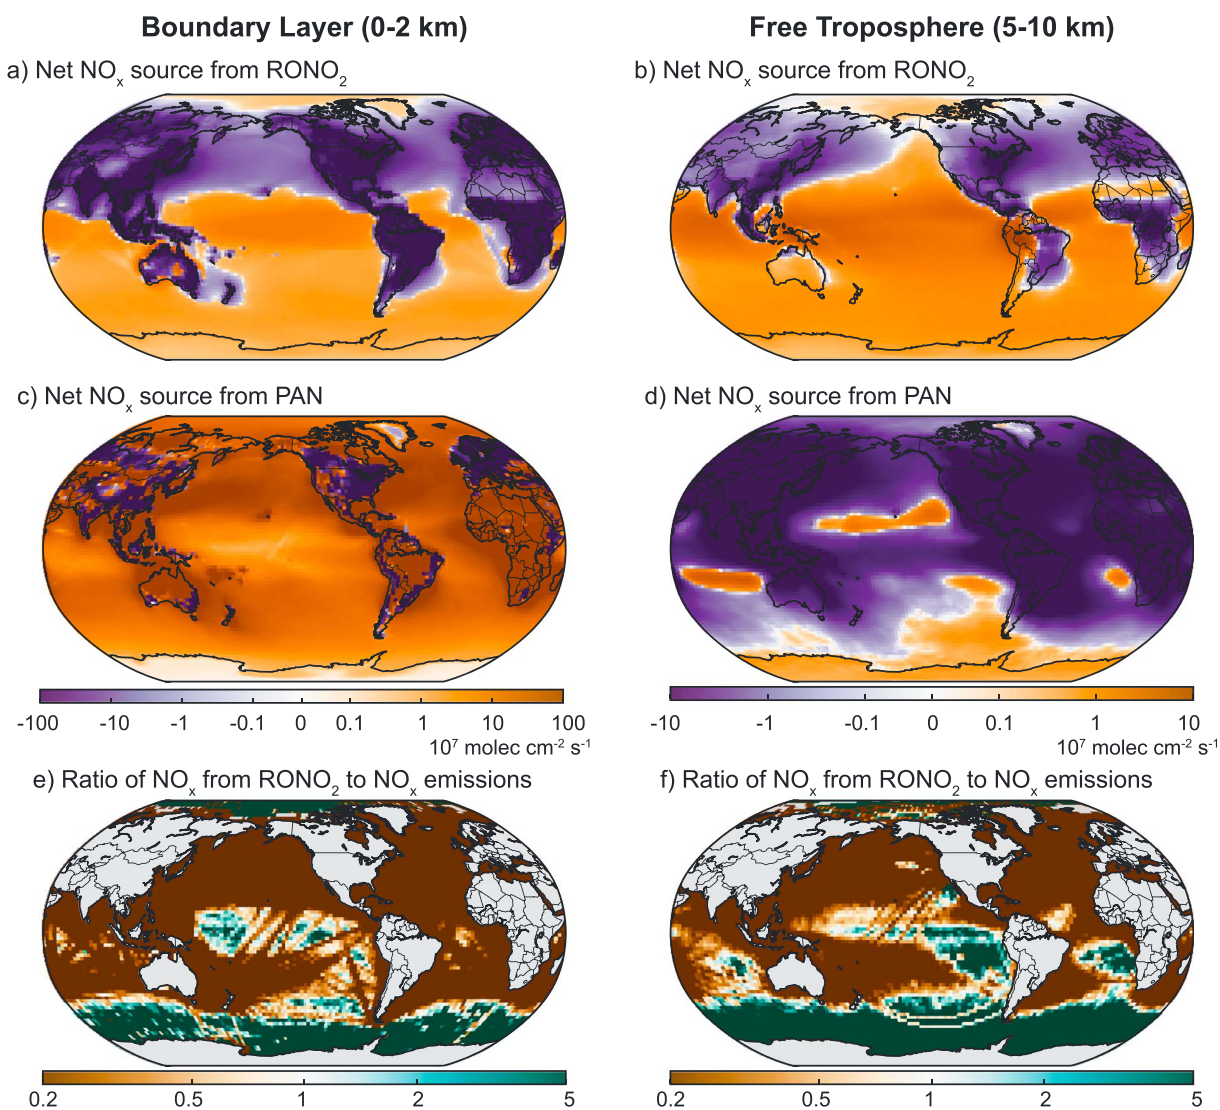 Boundary Layer (0-2 km)
Free Troposphere (5-10 km)
a) Net NOx source from RONO2
b) Net NOx source from RONO2
c) Net NOx source from PAN
d) Net NOx source from PAN
-100 -10 -1 -0.1 0 0.1 1 10 100
10⁷ molec cm⁻² s⁻¹
-10 -1 -0.1 0 0.1 1 10
10⁷ molec cm⁻² s⁻¹
e) Ratio of NOx from RONO2 to NOx emissions
f) Ratio of NOx from RONO2 to NOx emissions
0.2 0.5 1 2 5
0.2 0.5 1 2 5